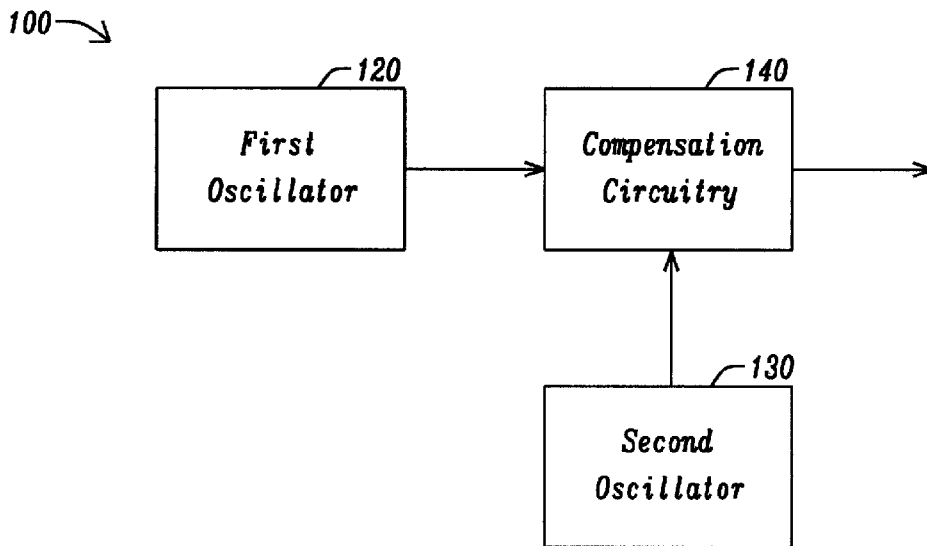 100
120
First
Oscillator
140
Compensation
Circuitry
130
Second
Oscillator